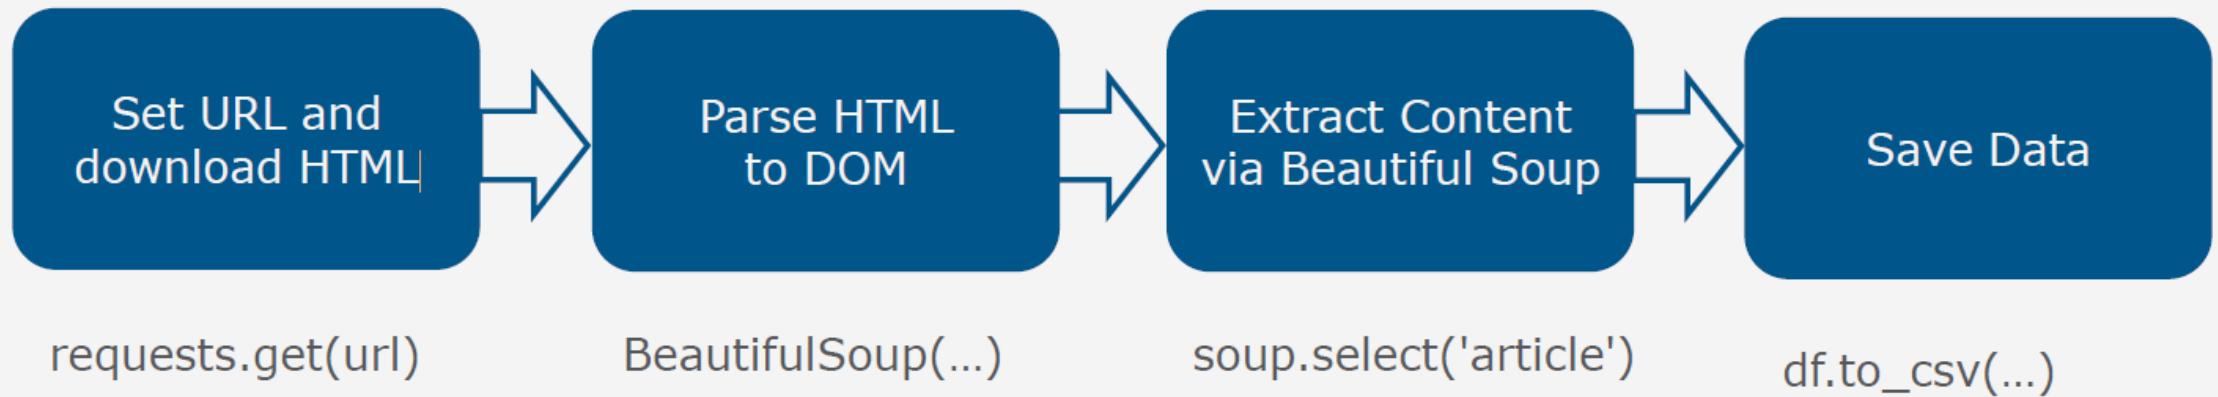 Set URL and
download HTML
Parse HTML
to DOM
Extract Content
via Beautiful Soup
Save Data
requests.get(url)
BeautifulSoup(…)
soup.select('article')
df.to_csv(…)